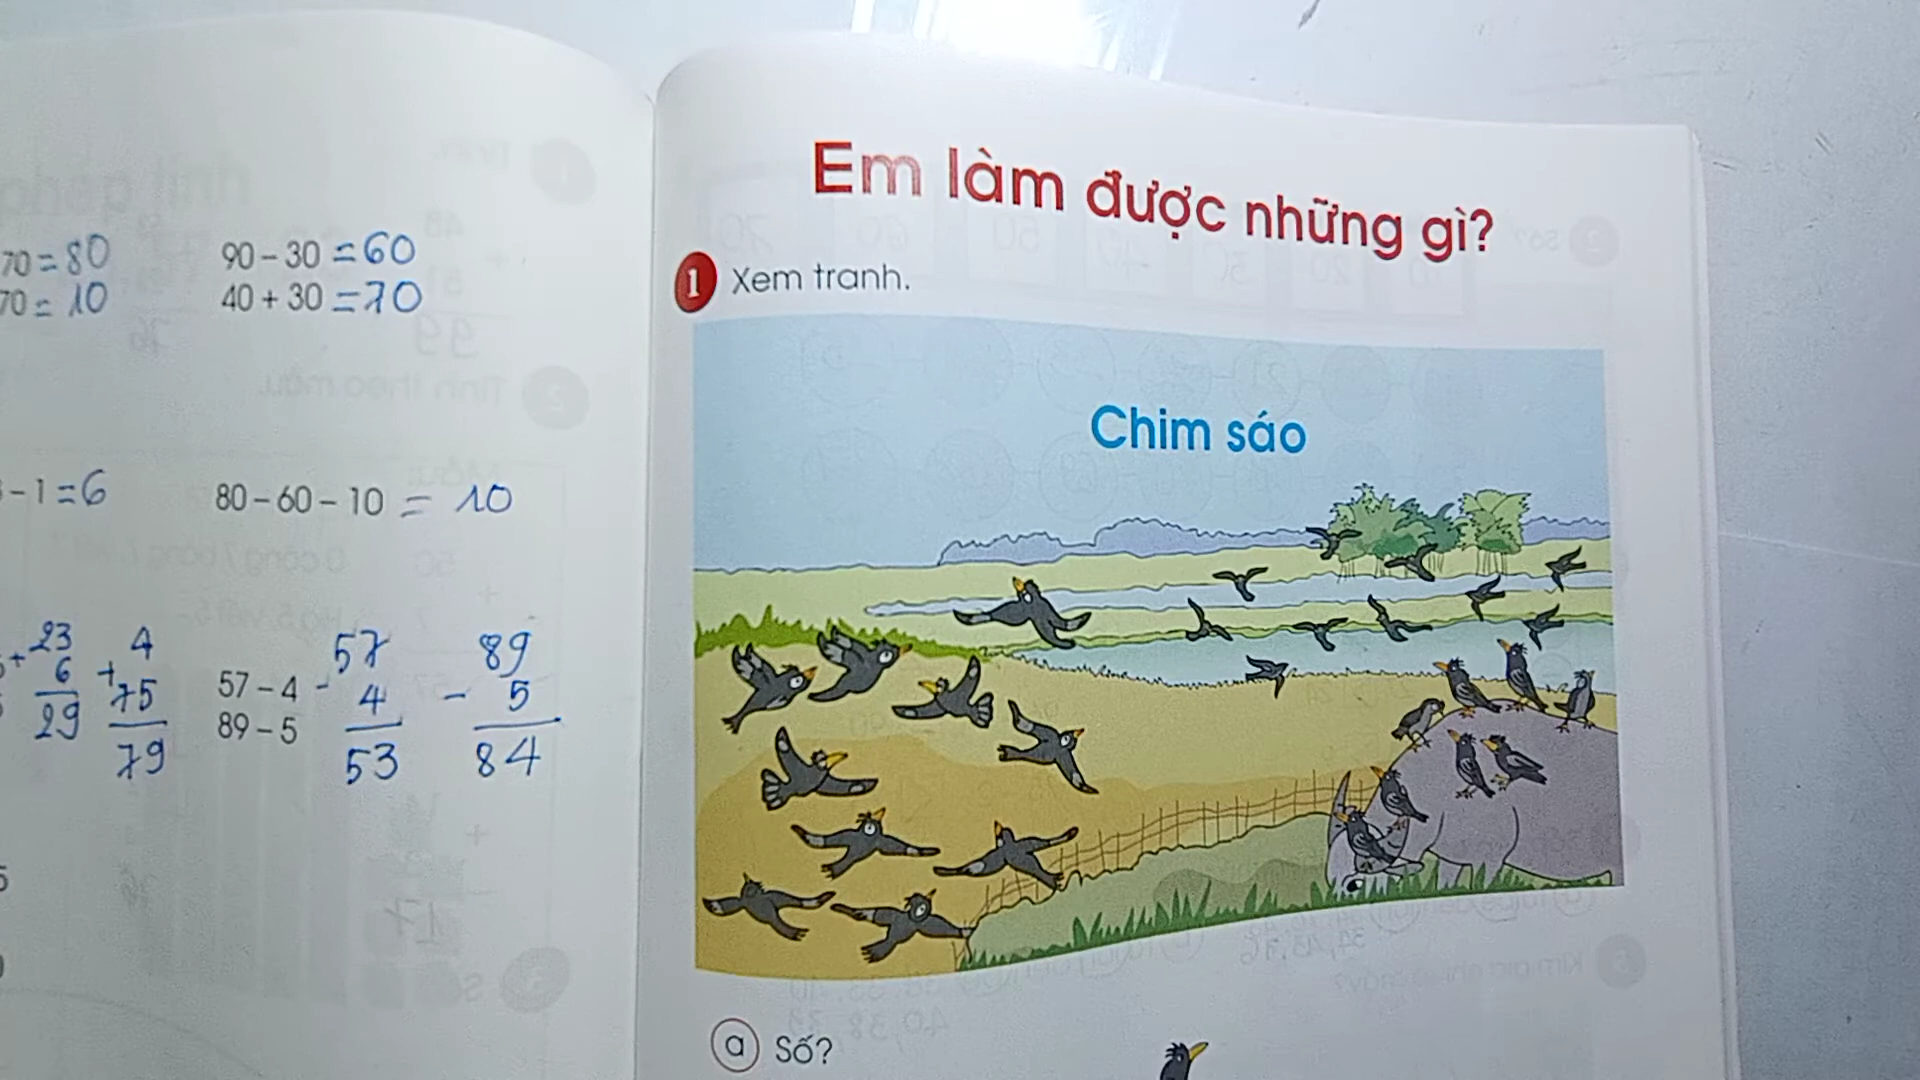 70 = 80
90 – 30 = 60
70 = 10
40 + 30 = 70
– 1 = 6
80 – 60 – 10 = 10
+ 23
6
29
+ 4
75
79
57 – 4
89 – 5
- 57
4
53
- 89
5
84
Em làm được những gì?
1 Xem tranh.
Chim sáo
a Số?